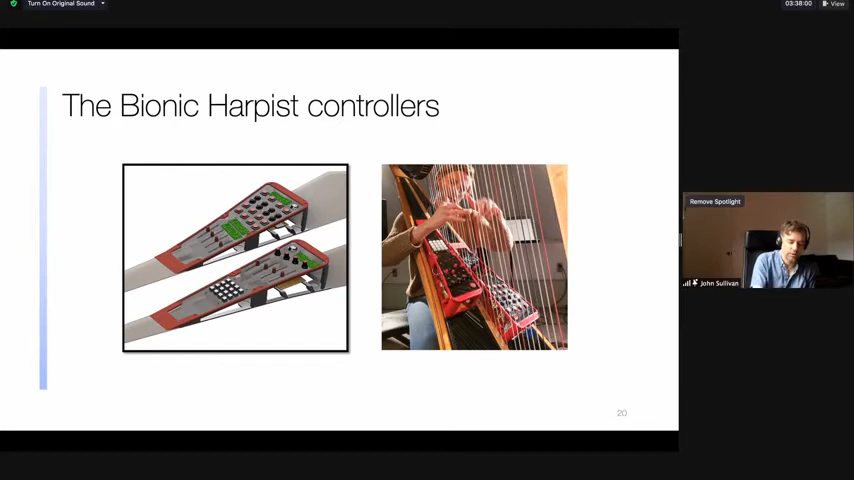 Turn On Original Sound
03:38:00
View
The Bionic Harpist controllers
Remove Spotlight
John Sullivan
20